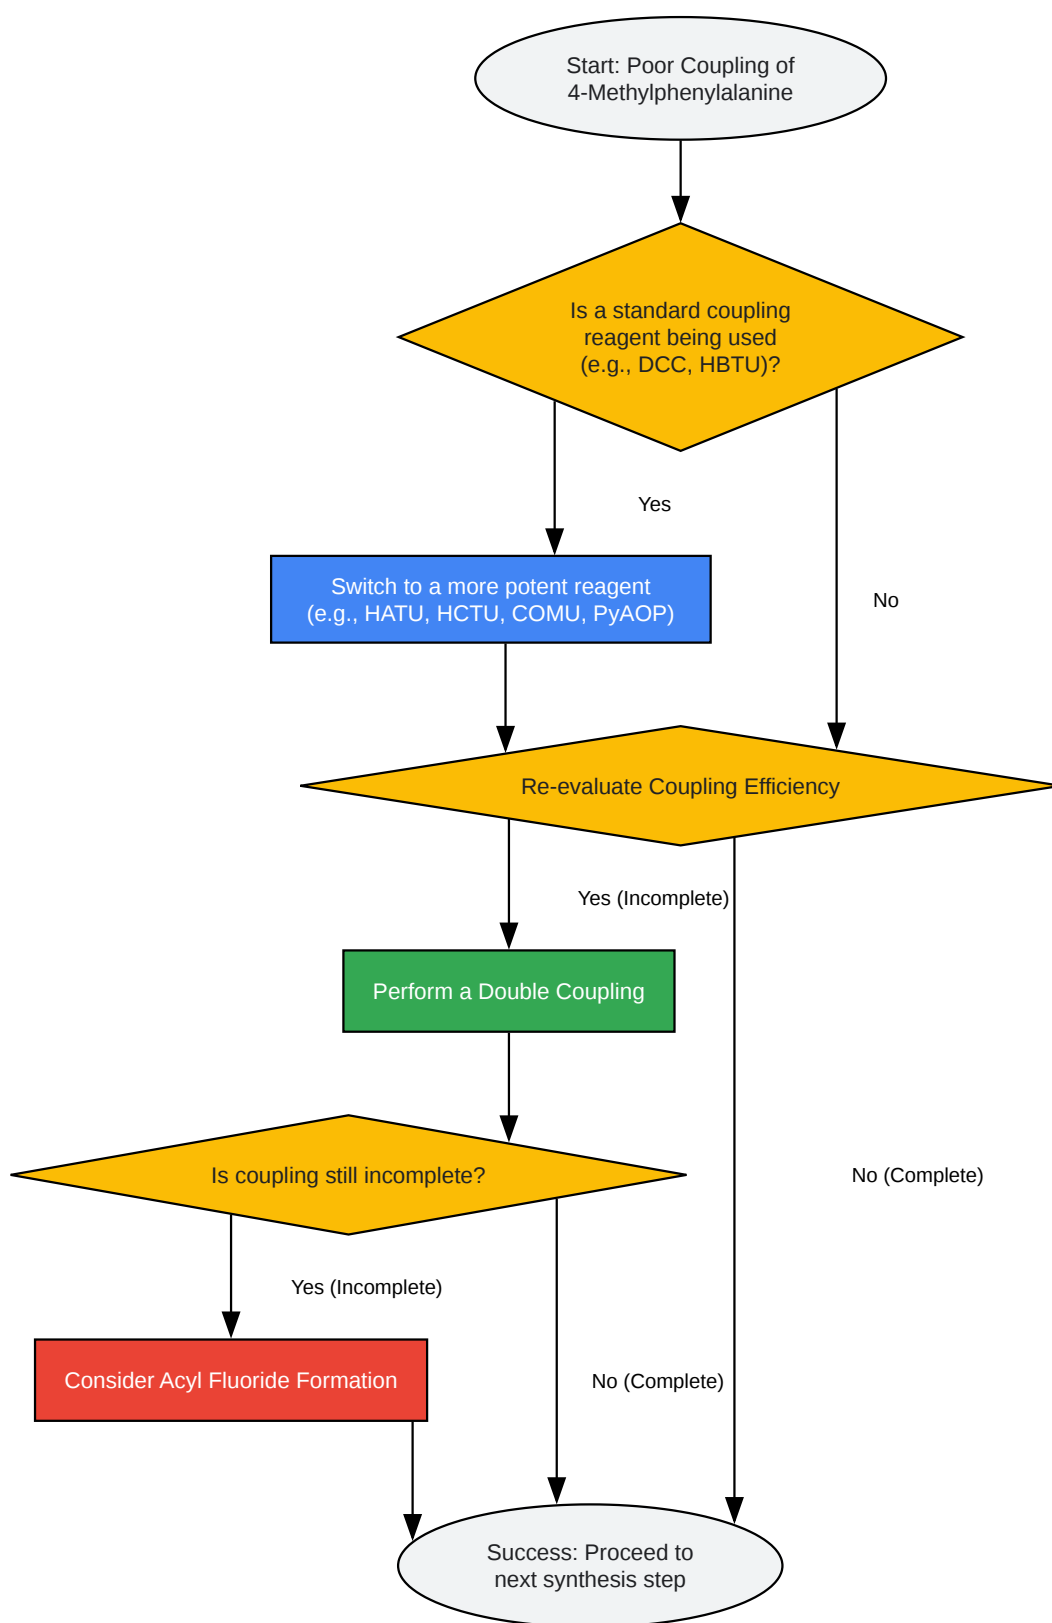 Start: Poor Coupling of
4-Methylphenylalanine
Is a standard coupling
reagent being used
(e.g., DCC, HBTU)?
Yes
Switch to a more potent reagent
(e.g., HATU, HCTU, COMU, PyAOP)
No
Re-evaluate Coupling Efficiency
Yes (Incomplete)
Perform a Double Coupling
Is coupling still incomplete?
No (Complete)
Yes (Incomplete)
Consider Acyl Fluoride Formation
No (Complete)
Success: Proceed to
next synthesis step